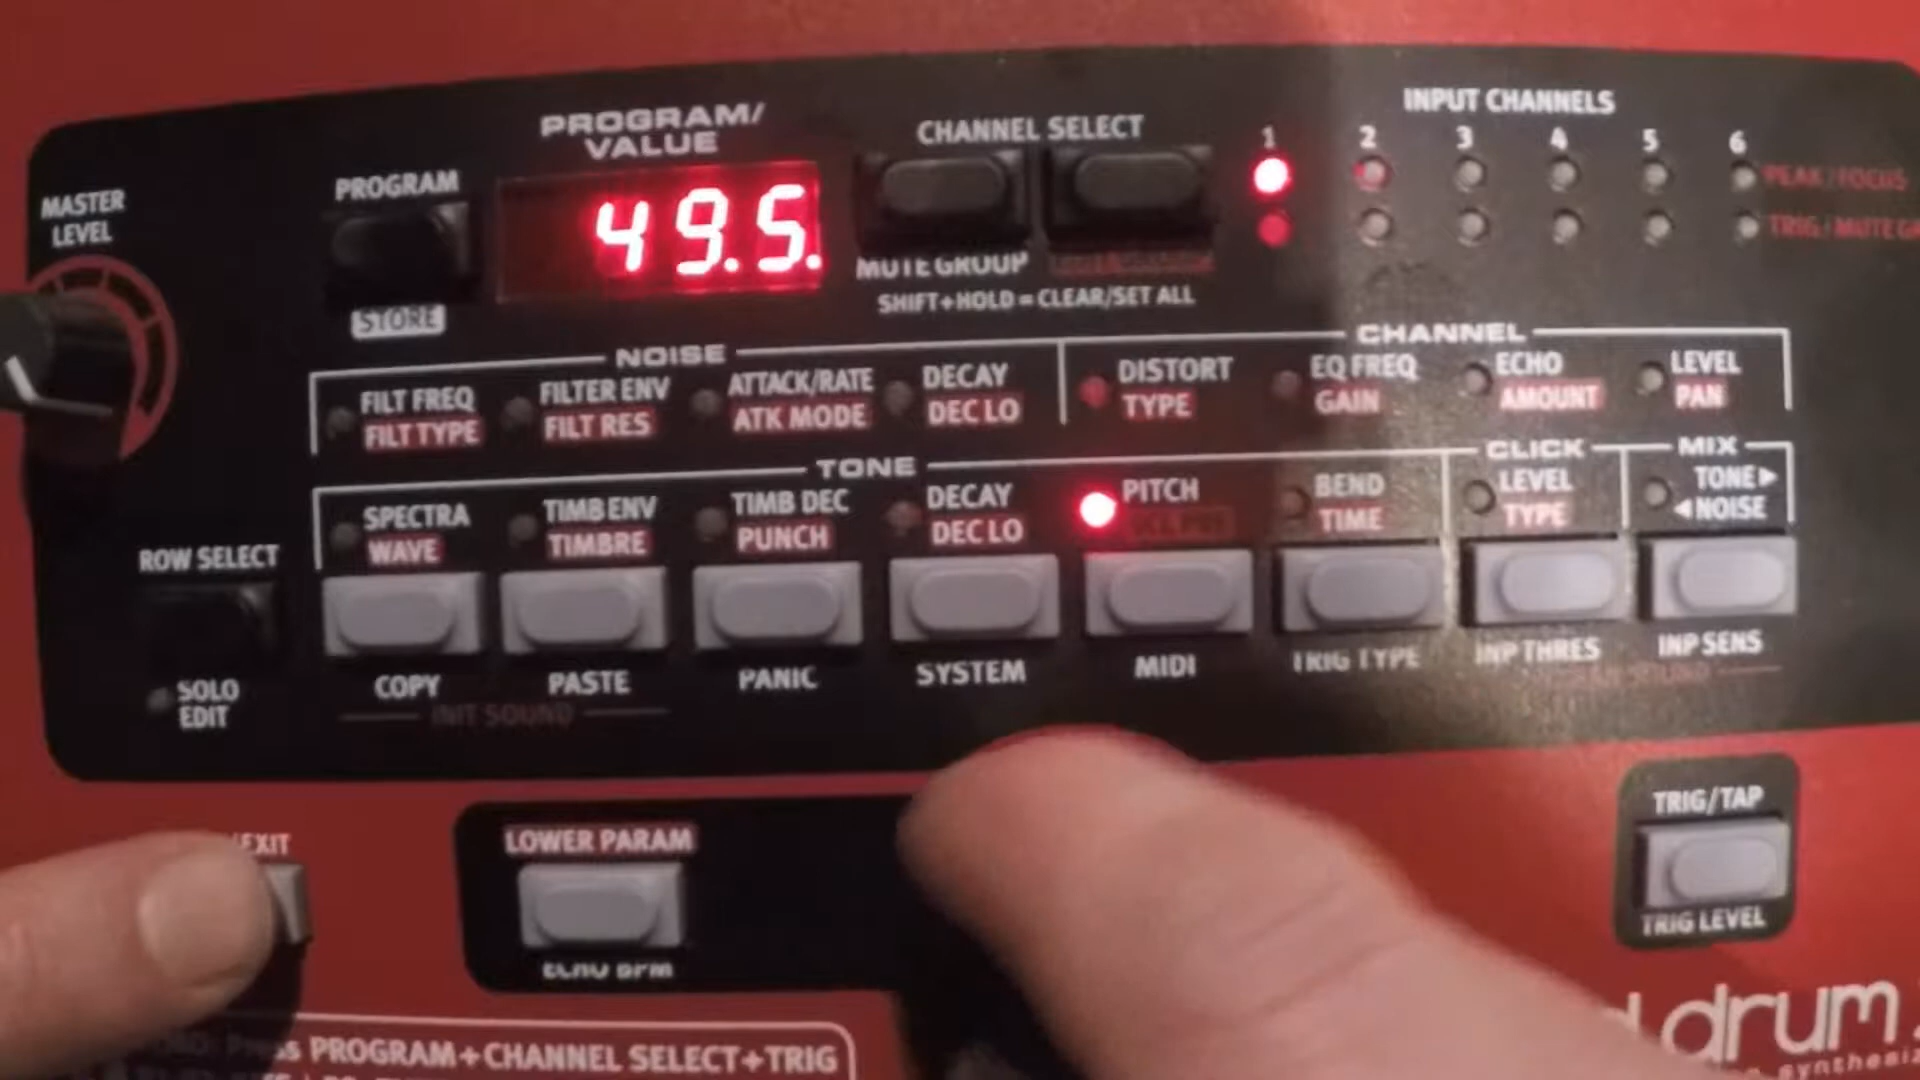 INPUT CHANNELS
PROGRAM/
VALUE
CHANNEL SELECT
1 2 3 4 5 6
PROGRAM
49.5.
PEAK / FOCUS
MASTER
LEVEL
TRIG / MUTE
MUTE GROUP
SHIFT+HOLD = CLEAR/SET ALL
STORE
NOISE
CHANNEL
FILT FREQ
FILT TYPE
FILTER ENV
FILT RES
ATTACK/RATE
ATK MODE
DECAY
DEC LO
DISTORT
TYPE
EQ FREQ
GAIN
ECHO
AMOUNT
LEVEL
PAN
TONE
CLICK
MIX
SPECTRA
WAVE
TIMB ENV
TIMBRE
TIMB DEC
PUNCH
DECAY
DEC LO
PITCH
BEND
TIME
LEVEL
TYPE
TONE ▶
◀ NOISE
ROW SELECT
COPY
PASTE
PANIC
SYSTEM
MIDI
TRIG TYPE
INP THRES
INP SENS
SOLO
EDIT
INIT SOUND
SOUND
/EXIT
LOWER PARAM
TRIG/TAP
ECHO BPM
TRIG LEVEL
drum
Press PROGRAM+CHANNEL SELECT+TRIG